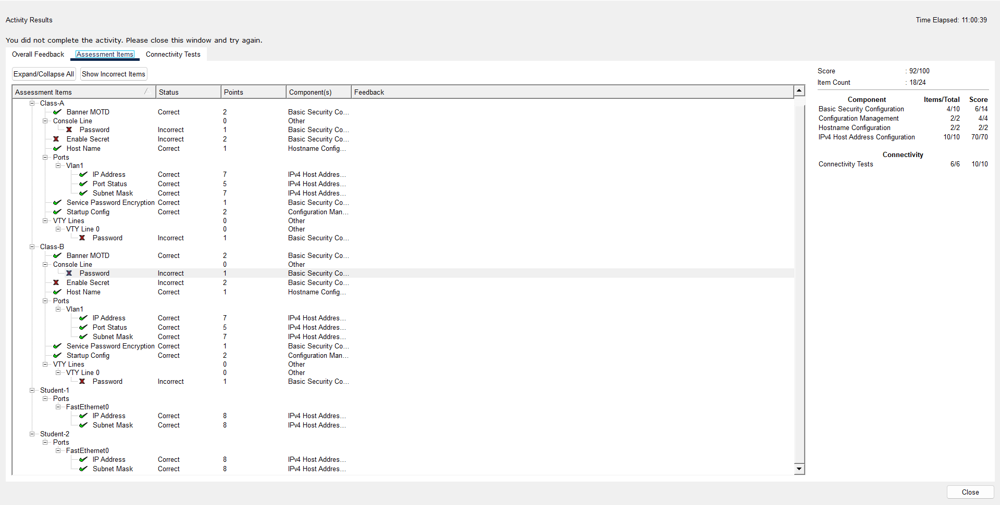 Activity Results
Time Elapsed: 11:00:39
You did not complete the activity. Please close this window and try again.
Overall Feedback Assessment Items Connectivity Tests
Expand/Collapse All Show Incorrect Items
Assessment Items Status Points Component(s) Feedback
Class-A
Banner MOTD Correct 2 Basic Security Co...
Console Line 0 Other
Password Incorrect 1 Basic Security Co...
Enable Secret Incorrect 2 Basic Security Co...
Host Name Correct 1 Hostname Config...
Ports
Vlan1
IP Address Correct 7 IPv4 Host Addres...
Port Status Correct 5 IPv4 Host Addres...
Subnet Mask Correct 7 IPv4 Host Addres...
Service Password Encryption Correct 1 Basic Security Co...
Startup Config Correct 2 Configuration Man...
VTY Lines 0 Other
VTY Line 0 0 Other
Password Incorrect 1 Basic Security Co...
Class-B
Banner MOTD Correct 2 Basic Security Co...
Console Line 0 Other
Password Incorrect 1 Basic Security Co...
Enable Secret Incorrect 2 Basic Security Co...
Host Name Correct 1 Hostname Config...
Ports
Vlan1
IP Address Correct 7 IPv4 Host Addres...
Port Status Correct 5 IPv4 Host Addres...
Subnet Mask Correct 7 IPv4 Host Addres...
Service Password Encryption Correct 1 Basic Security Co...
Startup Config Correct 2 Configuration Man...
VTY Lines 0 Other
VTY Line 0 0 Other
Password Incorrect 1 Basic Security Co...
Student-1
Ports
FastEthernet0
IP Address Correct 8 IPv4 Host Addres...
Subnet Mask Correct 8 IPv4 Host Addres...
Student-2
Ports
FastEthernet0
IP Address Correct 8 IPv4 Host Addres...
Subnet Mask Correct 8 IPv4 Host Addres...
Score : 92/100
Item Count : 18/24
Component Items/Total Score
Basic Security Configuration 4/10 6/14
Configuration Management 2/2 4/4
Hostname Configuration 2/2 2/2
IPv4 Host Address Configuration 10/10 70/70
Connectivity
Connectivity Tests 6/6 10/10
Close